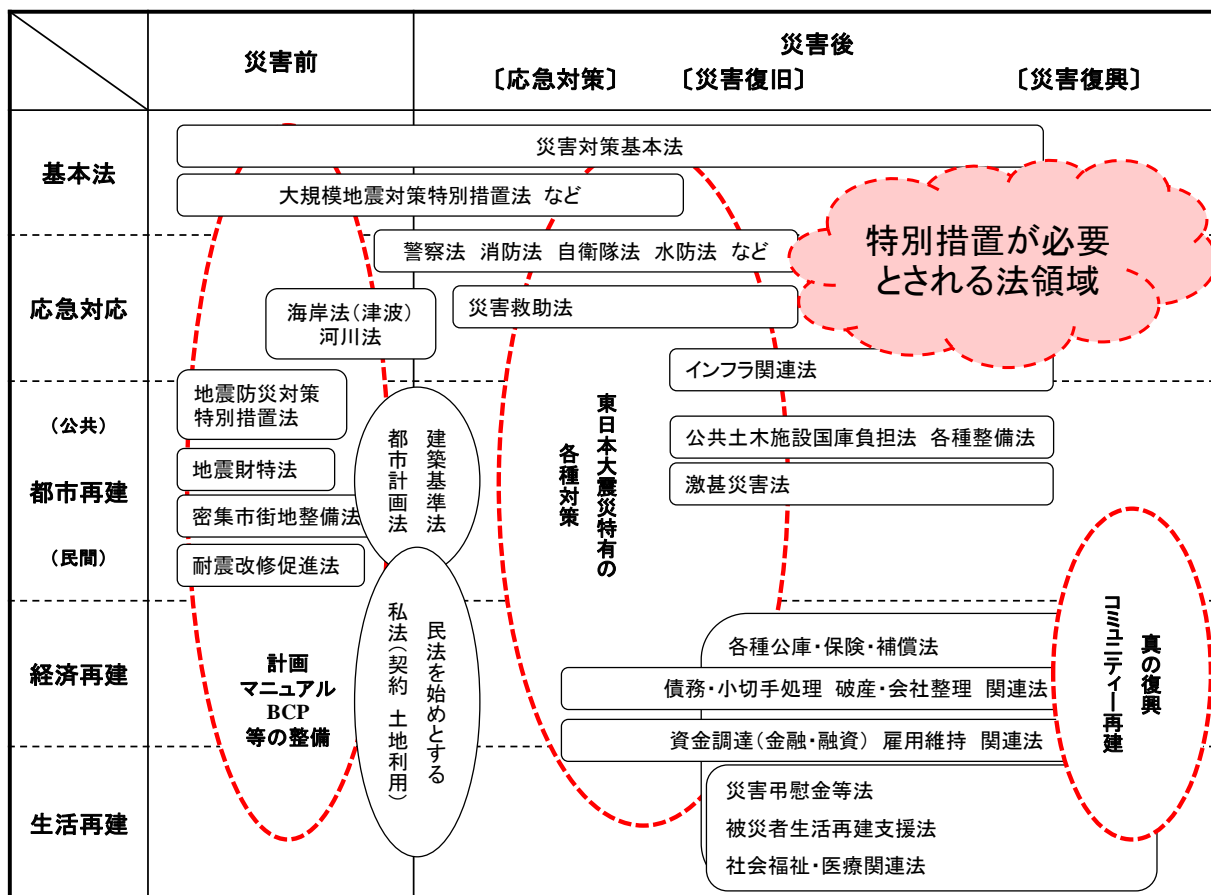 災害前
災害後
〔応急対策〕 〔災害復旧〕 〔災害復興〕
基本法
災害対策基本法
大規模地震対策特別措置法 など
特別措置が必要
とされる法領域
応急対応
警察法 消防法 自衛隊法 水防法 など
海岸法(津波)
河川法
災害救助法
インフラ関連法
(公共)
都市再建
(民間)
地震防災対策
特別措置法
地震財特法
密集市街地整備法
耐震改修促進法
建築基準法
都市計画法
東日本大震災特有の
各種対策
公共土木施設国庫負担法 各種整備法
激甚災害法
経済再建
計画
マニュアル
BCP
等の整備
民法を始めとする
私法(契約 土地利用)
各種公庫・保険・補償法
債務・小切手処理 破産・会社整理 関連法
資金調達(金融・融資) 雇用維持 関連法
真の復興
コミュニティー再建
生活再建
災害弔慰金等法
被災者生活再建支援法
社会福祉・医療関連法